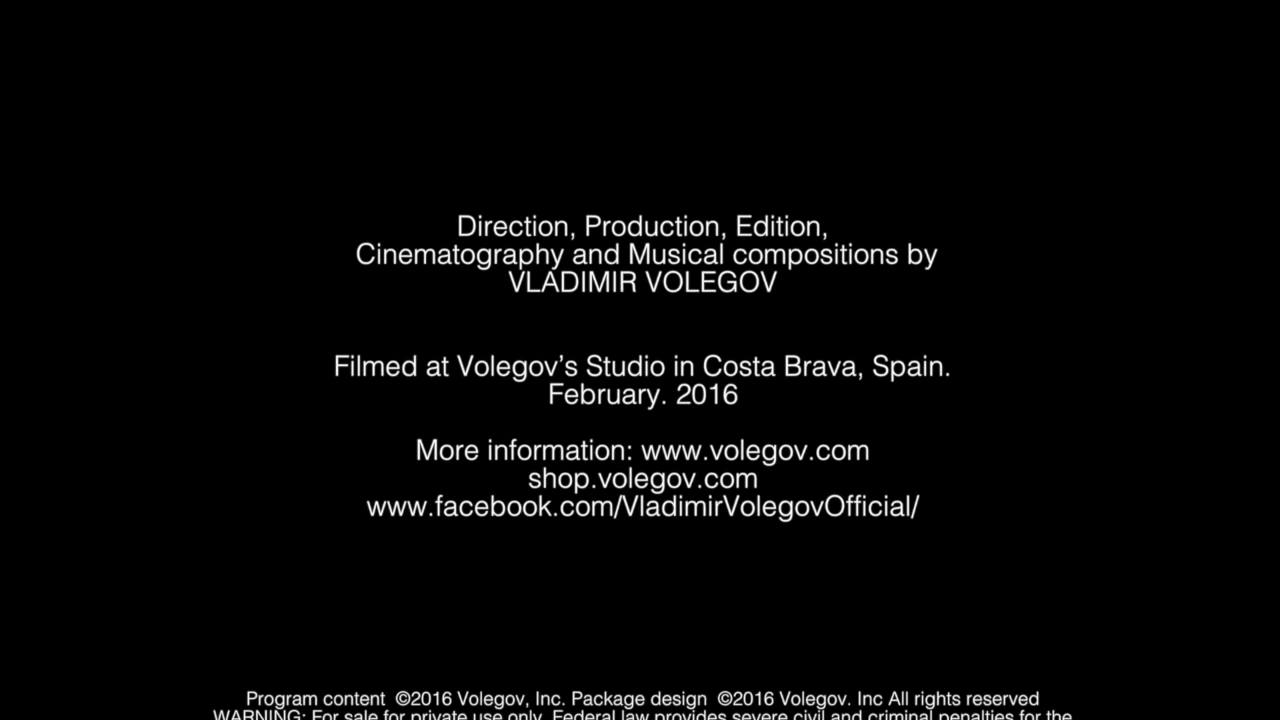 Direction, Production, Edition,
Cinematography and Musical compositions by
VLADIMIR VOLEGOV
Filmed at Volegov’s Studio in Costa Brava, Spain.
February. 2016
More information: www.volegov.com
shop.volegov.com
www.facebook.com/VladimirVolegovOfficial/
Program content ©2016 Volegov, Inc. Package design ©2016 Volegov. Inc All rights reserved
WARNING: For sale for private use only. Federal law provides severe civil and criminal penalties for the